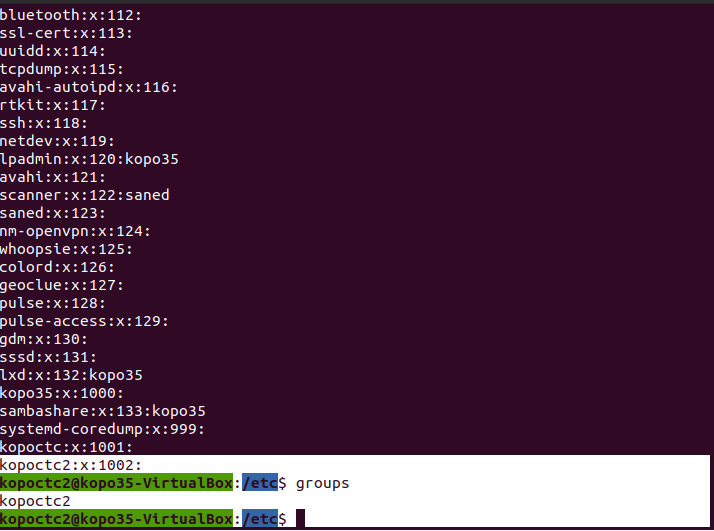 bluetooth:x:112:
ssl-cert:x:113:
uuidd:x:114:
tcpdump:x:115:
avahi-autoipd:x:116:
rtkit:x:117:
ssh:x:118:
netdev:x:119:
lpadmin:x:120:kopo35
avahi:x:121:
scanner:x:122:saned
saned:x:123:
nm-openvpn:x:124:
whoopsie:x:125:
colord:x:126:
geoclue:x:127:
pulse:x:128:
pulse-access:x:129:
gdm:x:130:
sssd:x:131:
lxd:x:132:kopo35
kopo35:x:1000:
sambashare:x:133:kopo35
systemd-coredump:x:999:
kopoctc:x:1001:
kopoctc2:x:1002:
kopoctc2@kopo35-VirtualBox:/etc$ groups
kopoctc2
kopoctc2@kopo35-VirtualBox:/etc$